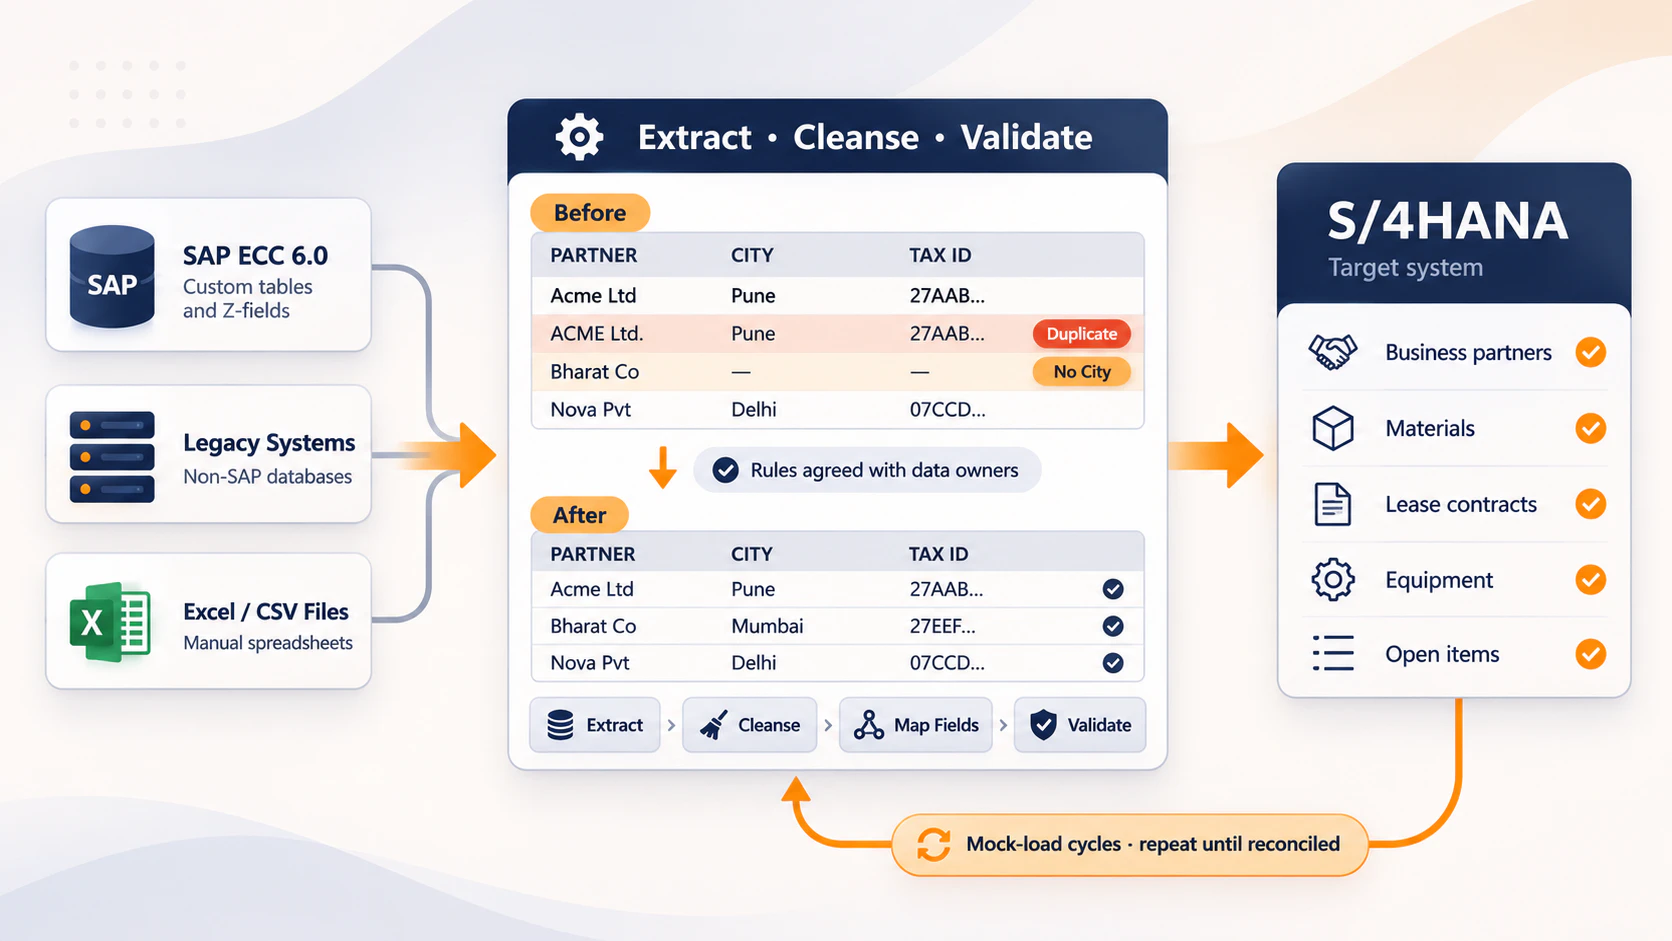 SAP
SAP ECC 6.0
Custom tables
and Z-fields
Legacy Systems
Non-SAP databases
X
Excel / CSV Files
Manual spreadsheets
Extract · Cleanse · Validate
Before
PARTNER CITY TAX ID
Acme Ltd Pune 27AAB...
ACME Ltd. Pune 27AAB... Duplicate
Bharat Co — — No City
Nova Pvt Delhi 07CCD...
Rules agreed with data owners
After
PARTNER CITY TAX ID
Acme Ltd Pune 27AAB...
Bharat Co Mumbai 27EEF...
Nova Pvt Delhi 07CCD...
Extract › Cleanse › Map Fields › Validate
S/4HANA
Target system
Business partners
Materials
Lease contracts
Equipment
Open items
Mock-load cycles · repeat until reconciled